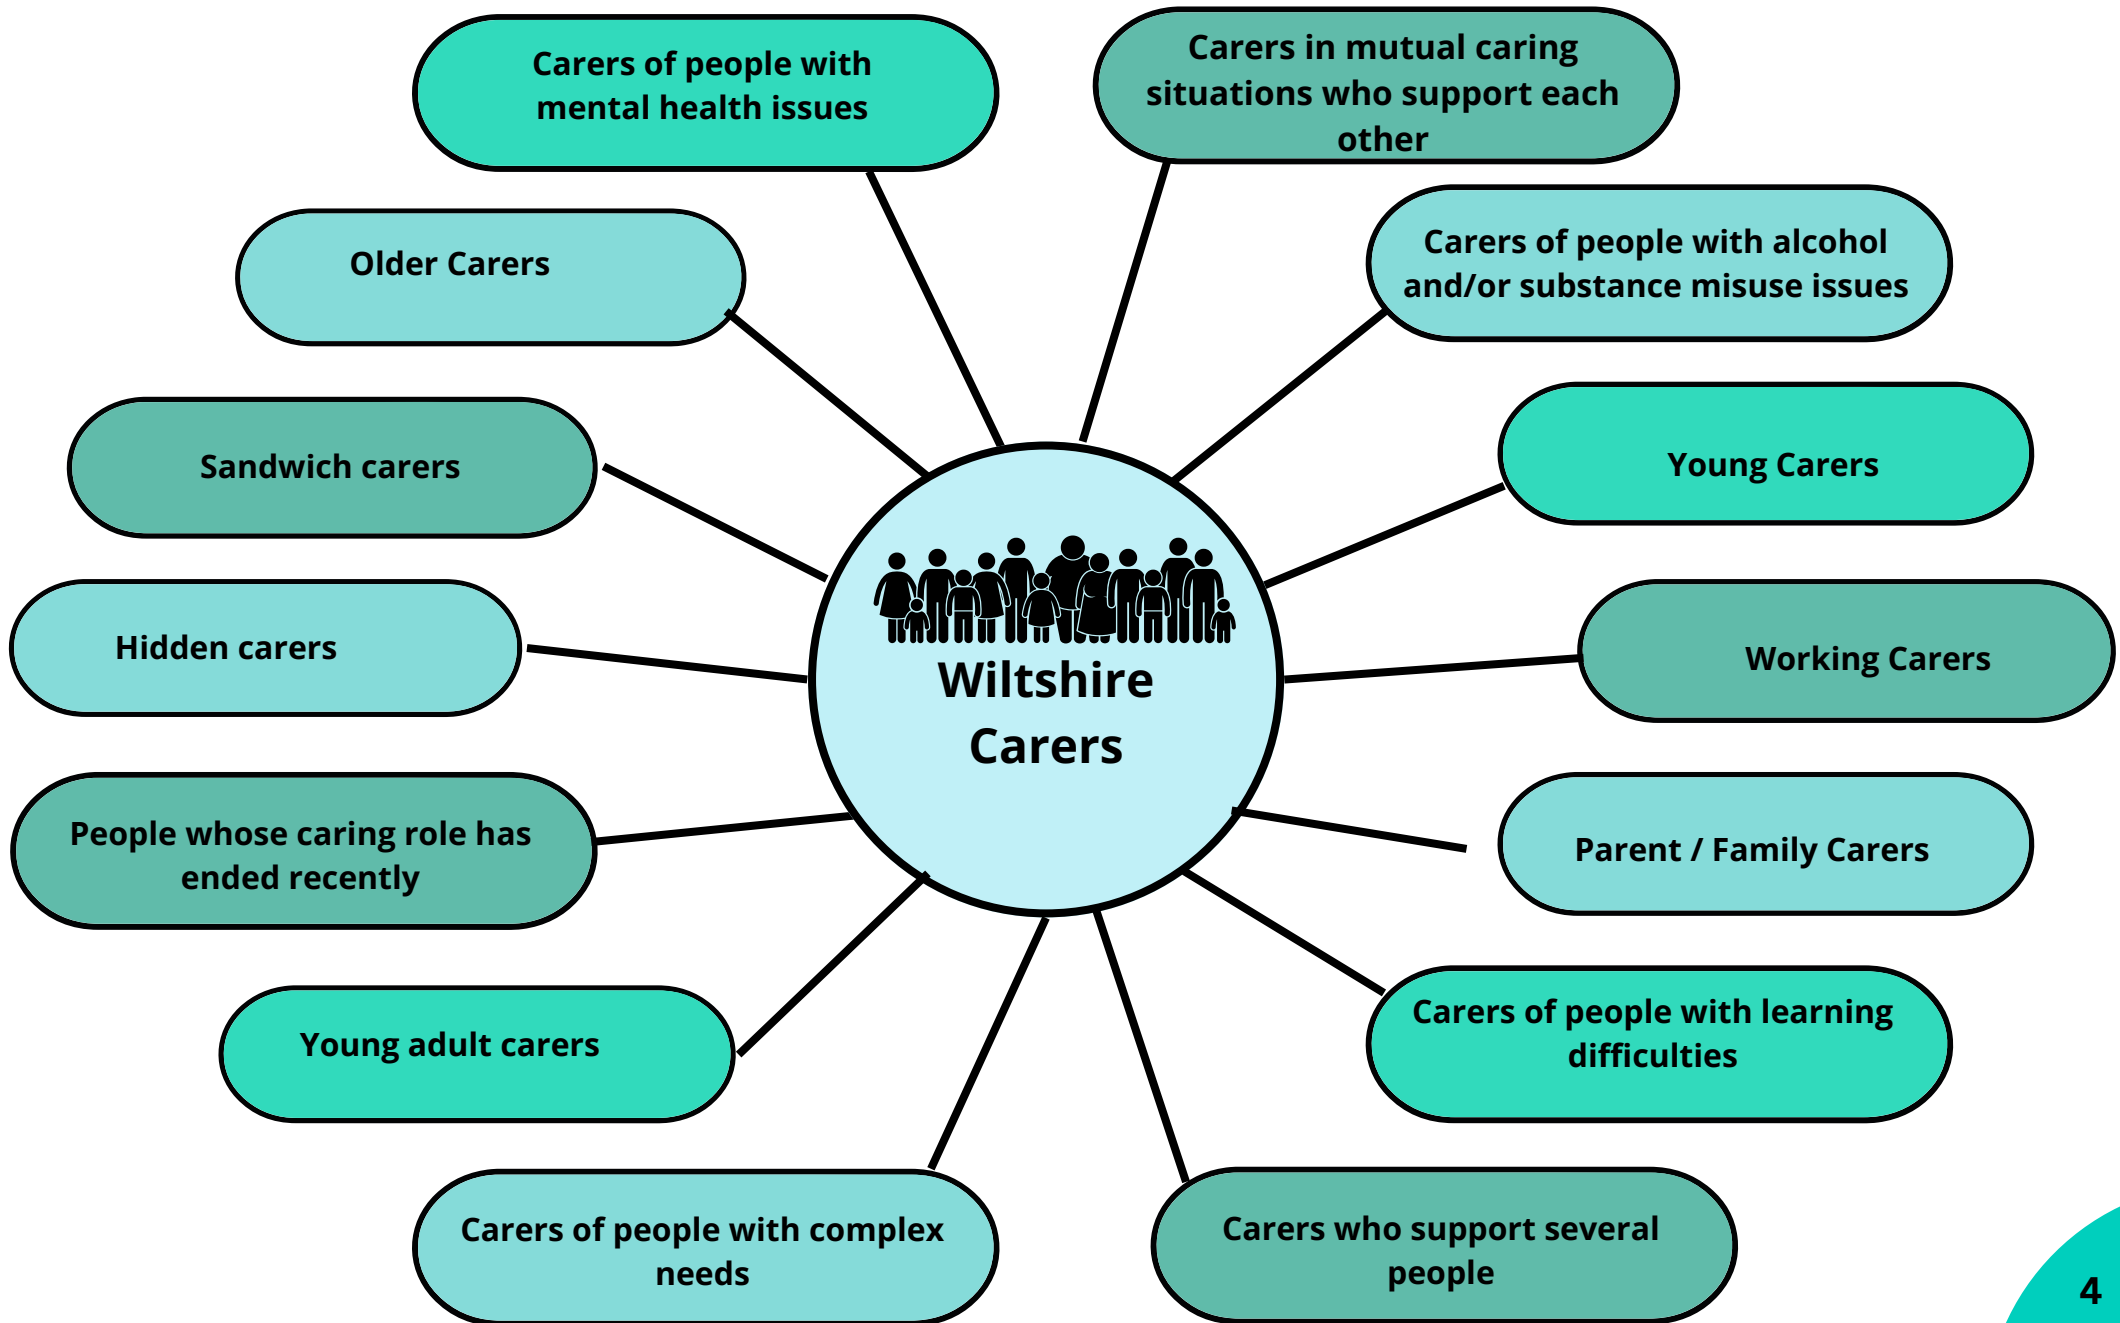 Carers of people with
mental health issues
Carers in mutual caring
situations who support each
other
Older Carers
Carers of people with alcohol
and/or substance misuse issues
Sandwich carers
Young Carers
Hidden carers
Working Carers
Wiltshire
Carers
People whose caring role has
ended recently
Parent / Family Carers
Young adult carers
Carers of people with learning
difficulties
Carers of people with complex
needs
Carers who support several
people
4